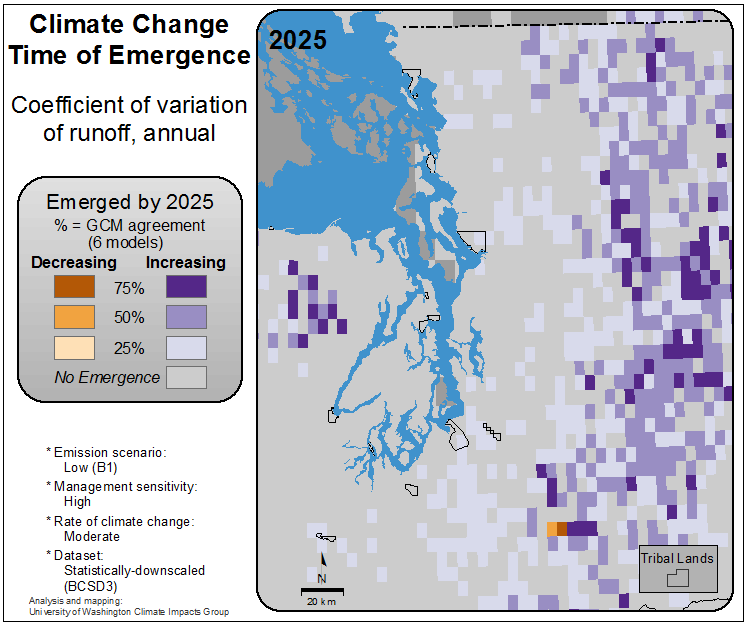 Climate Change
Time of Emergence
Coefficient of variation
of runoff, annual
Emerged by 2025
% = GCM agreement
(6 models)
Decreasing Increasing
75%
50%
25%
No Emergence
* Emission scenario:
Low (B1)
* Management sensitivity:
High
* Rate of climate change:
Moderate
* Dataset:
Statistically-downscaled
(BCSD3)
Analysis and mapping:
University of Washington Climate Impacts Group
2025
N
20 km
Tribal Lands